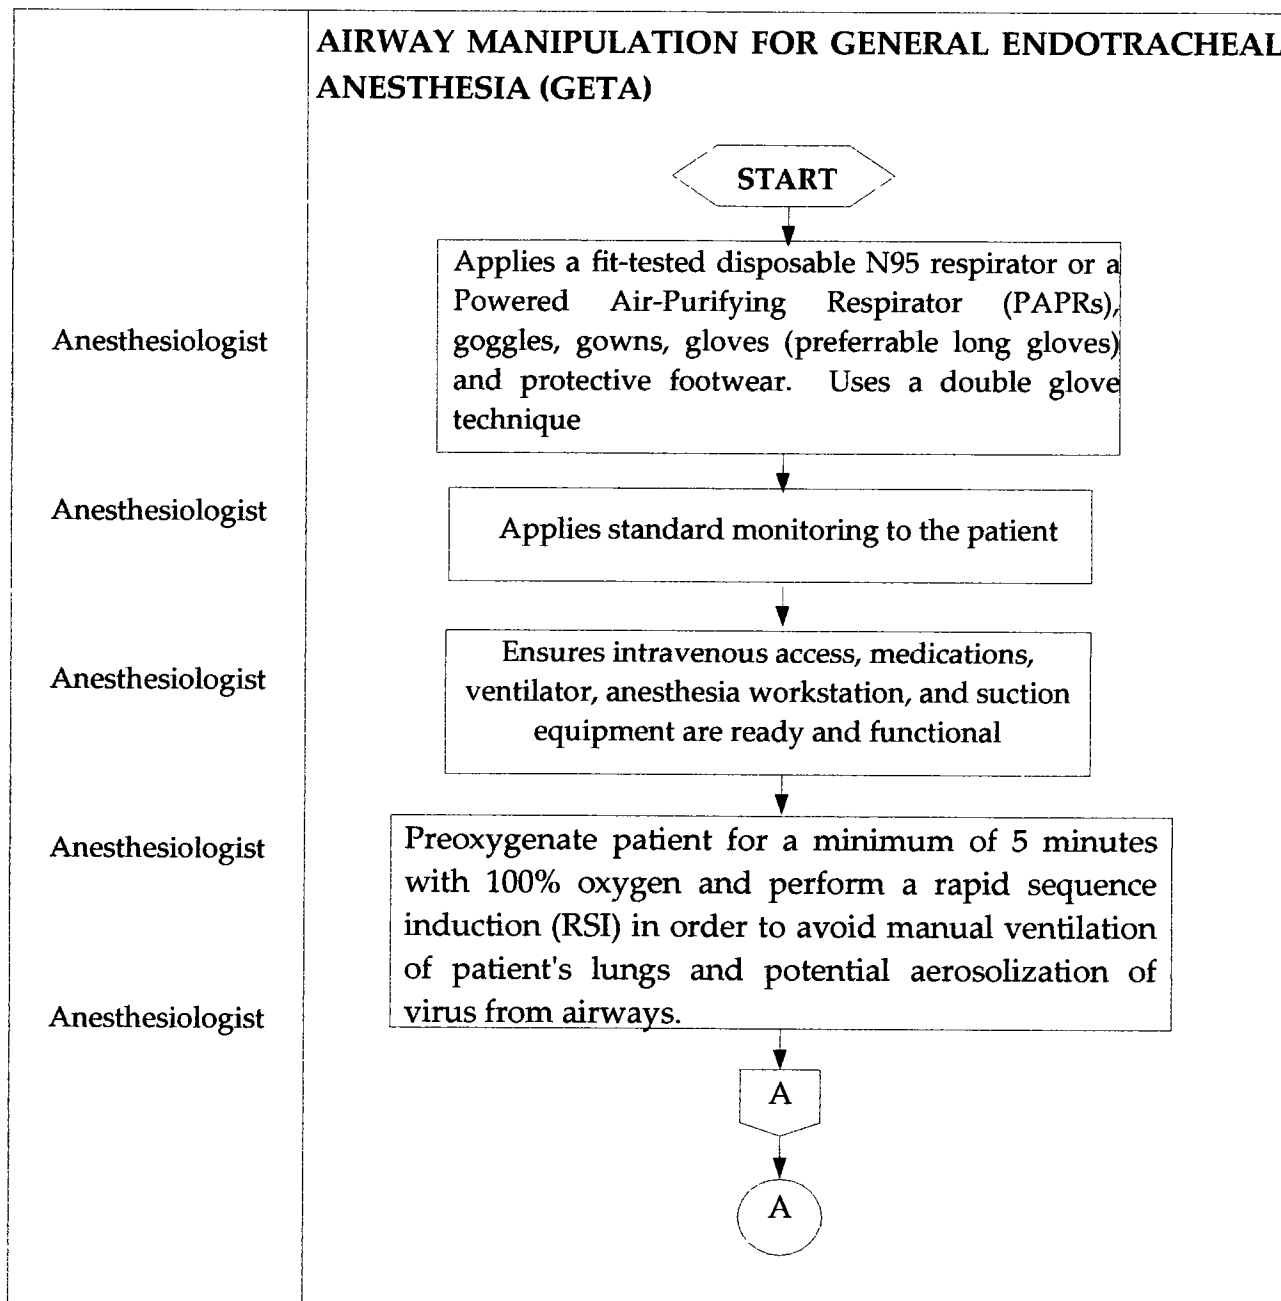 AIRWAY MANIPULATION FOR GENERAL ENDOTRACHEAL
ANESTHESIA (GETA)
START
Anesthesiologist
Applies a fit-tested disposable N95 respirator or a
Powered Air-Purifying Respirator (PAPRs),
goggles, gowns, gloves (preferrable long gloves)
and protective footwear. Uses a double glove
technique
Anesthesiologist
Applies standard monitoring to the patient
Anesthesiologist
Ensures intravenous access, medications,
ventilator, anesthesia workstation, and suction
equipment are ready and functional
Anesthesiologist
Preoxygenate patient for a minimum of 5 minutes
with 100% oxygen and perform a rapid sequence
induction (RSI) in order to avoid manual ventilation
of patient's lungs and potential aerosolization of
virus from airways.
Anesthesiologist
A
A